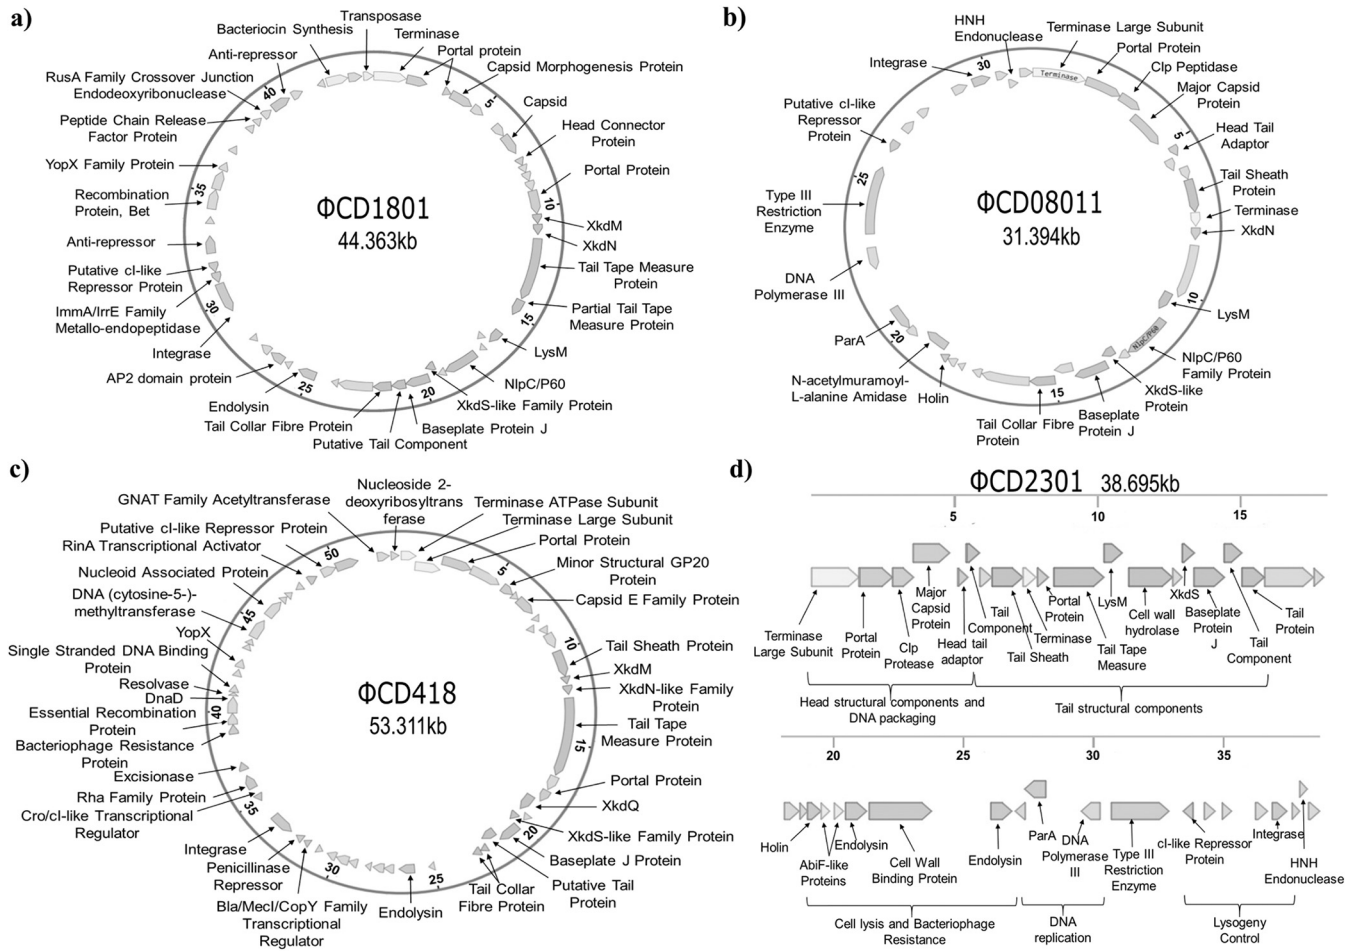 a)
Transposase
Bacteriocin Synthesis
Terminase
Anti-repressor
Portal protein
RusA Family Crossover Junction
Endodeoxyribonuclease
Capsid Morphogenesis Protein
Peptide Chain Release
Factor Protein
Capsid
YopX Family Protein
Head Connector
Protein
Recombination
Protein, Bet
Portal Protein
Anti-repressor
XkdM
XkdN
Putative cI-like
Repressor Protein
Tail Tape Measure
Protein
ImmA/IrrE Family
Metallo-endopeptidase
Partial Tail Tape
Measure Protein
Integrase
LysM
AP2 domain protein
NlpC/P60
Endolysin
XkdS-like Family Protein
Tail Collar Fibre Protein
Baseplate Protein J
Putative Tail Component
ΦCD1801
44.363kb
5
10
15
20
25
30
35
40
b)
HNH
Endonuclease
Terminase Large Subunit
Portal Protein
Integrase
Clp Peptidase
Major Capsid
Protein
Putative cI-like
Repressor
Protein
Head Tail
Adaptor
Type III
Restriction
Enzyme
Tail Sheath
Protein
Terminase
XkdN
DNA
Polymerase III
LysM
ParA
NlpC/P60
Family Protein
N-acetylmuramoyl-
L-alanine Amidase
XkdS-like
Protein
Holin
Baseplate
Protein J
Tail Collar Fibre
Protein
Terminase
NlpC/P60
ΦCD08011
31.394kb
5
10
15
20
25
30
c)
Nucleoside 2-
deoxyribosyltrans
ferase
GNAT Family Acetyltransferase
Terminase ATPase Subunit
Terminase Large Subunit
Putative cI-like Repressor Protein
Portal Protein
RinA Transcriptional Activator
Minor Structural GP20
Protein
Nucleoid Associated Protein
Capsid E Family Protein
DNA (cytosine-5-)-
methyltransferase
YopX
Tail Sheath Protein
Single Stranded DNA Binding
Protein
XkdM
Resolvase
XkdN-like Family
Protein
DnaD
Essential Recombination
Protein
Tail Tape
Measure Protein
Bacteriophage Resistance
Protein
Excisionase
Portal Protein
Rha Family Protein
XkdQ
Cro/cI-like Transcriptional
Regulator
XkdS-like Family Protein
Integrase
Baseplate J Protein
Penicillinase
Repressor
Putative Tail
Protein
Tail Collar
Fibre Protein
Bla/MecI/CopY Family
Transcriptional
Regulator
Endolysin
ΦCD418
53.311kb
5
10
15
20
25
30
35
40
45
50
d)
ΦCD2301 38.695kb
5 10 15
Terminase
Large Subunit
Portal
Protein
Clp
Protease
Major
Capsid
Protein
Head tail
adaptor
Tail
Component
Tail Sheath
Terminase
Portal
Protein
Tail Tape
Measure
LysM
Cell wall
hydrolase
XkdS
Baseplate
Protein
J
Tail
Component
Tail
Protein
Head structural components and
DNA packaging
Tail structural components
20 25 30 35
Holin
AbiF-like
Proteins
Endolysin
Cell Wall
Binding Protein
Endolysin
ParA
DNA
Polymerase
III
Type III
Restriction
Enzyme
cI-like Repressor
Protein
Integrase
HNH
Endonuclease
Cell lysis and Bacteriophage
Resistance
DNA
replication
Lysogeny
Control